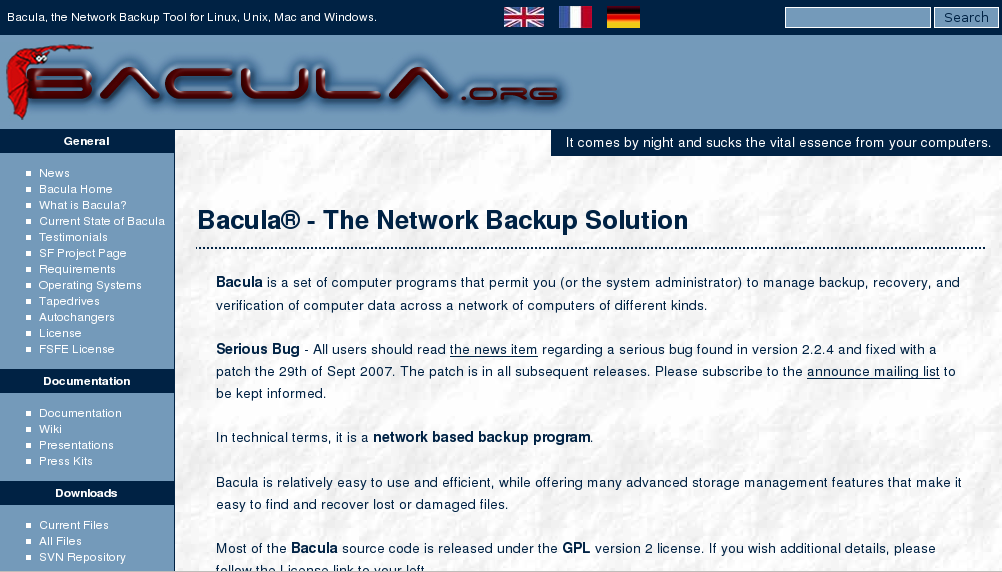 Bacula, the Network Backup Tool for Linux, Unix, Mac and Windows.
Search
BACULA.ORG
It comes by night and sucks the vital essence from your computers.
General
News
Bacula Home
What is Bacula?
Current State of Bacula
Testimonials
SF Project Page
Requirements
Operating Systems
Tapedrives
Autochangers
License
FSFE License
Documentation
Documentation
Wiki
Presentations
Press Kits
Downloads
Current Files
All Files
SVN Repository
Bacula® - The Network Backup Solution
Bacula is a set of computer programs that permit you (or the system administrator) to manage backup, recovery, and
verification of computer data across a network of computers of different kinds.
Serious Bug - All users should read the news item regarding a serious bug found in version 2.2.4 and fixed with a
patch the 29th of Sept 2007. The patch is in all subsequent releases. Please subscribe to the announce mailing list to
be kept informed.
In technical terms, it is a network based backup program.
Bacula is relatively easy to use and efficient, while offering many advanced storage management features that make it
easy to find and recover lost or damaged files.
Most of the Bacula source code is released under the GPL version 2 license. If you wish additional details, please
follow the License link to your left.